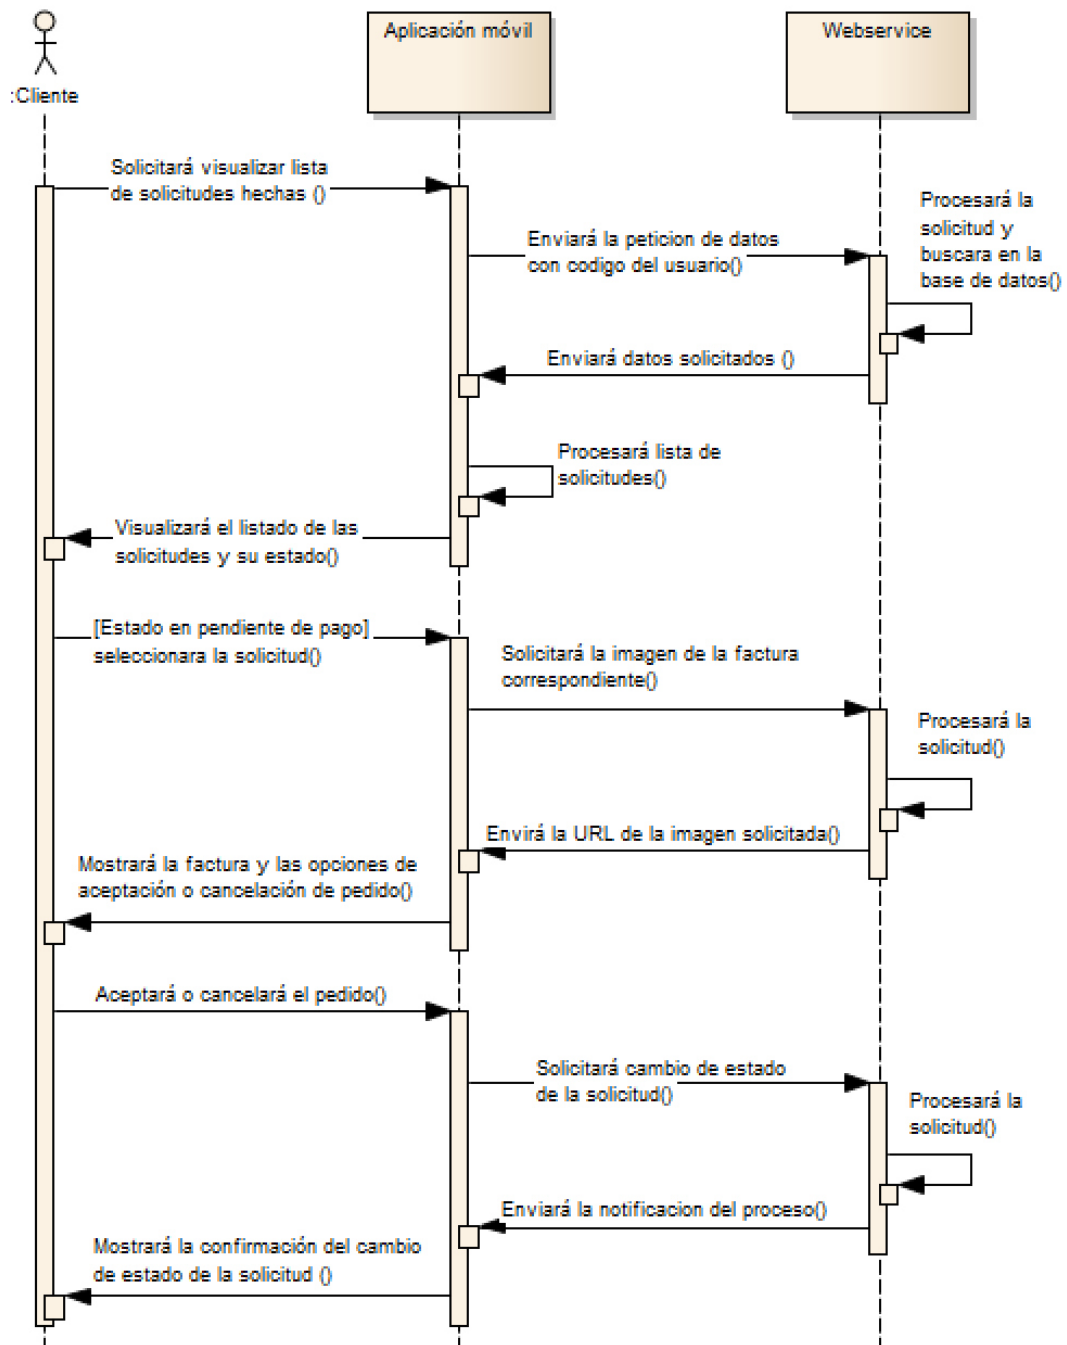 :Cliente
Aplicación móvil
Webservice
Solicitará visualizar lista
de solicitudes hechas ()
Enviará la peticion de datos
con codigo del usuario()
Procesará la
solicitud y
buscara en la
base de datos()
Enviará datos solicitados ()
Procesará lista de
solicitudes()
Visualizará el listado de las
solicitudes y su estado()
[Estado en pendiente de pago]
seleccionara la solicitud()
Solicitará la imagen de la factura
correspondiente()
Procesará la
solicitud()
Envirá la URL de la imagen solicitada()
Mostrará la factura y las opciones de
aceptación o cancelación de pedido()
Aceptará o cancelará el pedido()
Solicitará cambio de estado
de la solicitud()
Procesará la
solicitud()
Enviará la notificacion del proceso()
Mostrará la confirmación del cambio
de estado de la solicitud ()